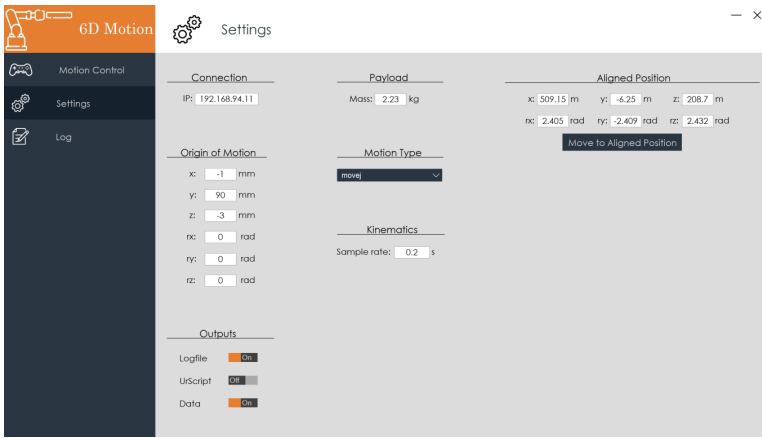 6D Motion
Settings
Motion Control
Settings
Log
Connection
IP: 192.168.94.11
Origin of Motion
x: -1 mm
y: 90 mm
z: -3 mm
rx: 0 rad
ry: 0 rad
rz: 0 rad
Outputs
Logfile On
UrScript Off
Data On
Payload
Mass: 2.23 kg
Motion Type
movej
Kinematics
Sample rate: 0.2 s
Aligned Position
x: 509.15 m y: -6.25 m z: 208.7 m
rx: 2.405 rad ry: -2.409 rad rz: 2.432 rad
Move to Aligned Position